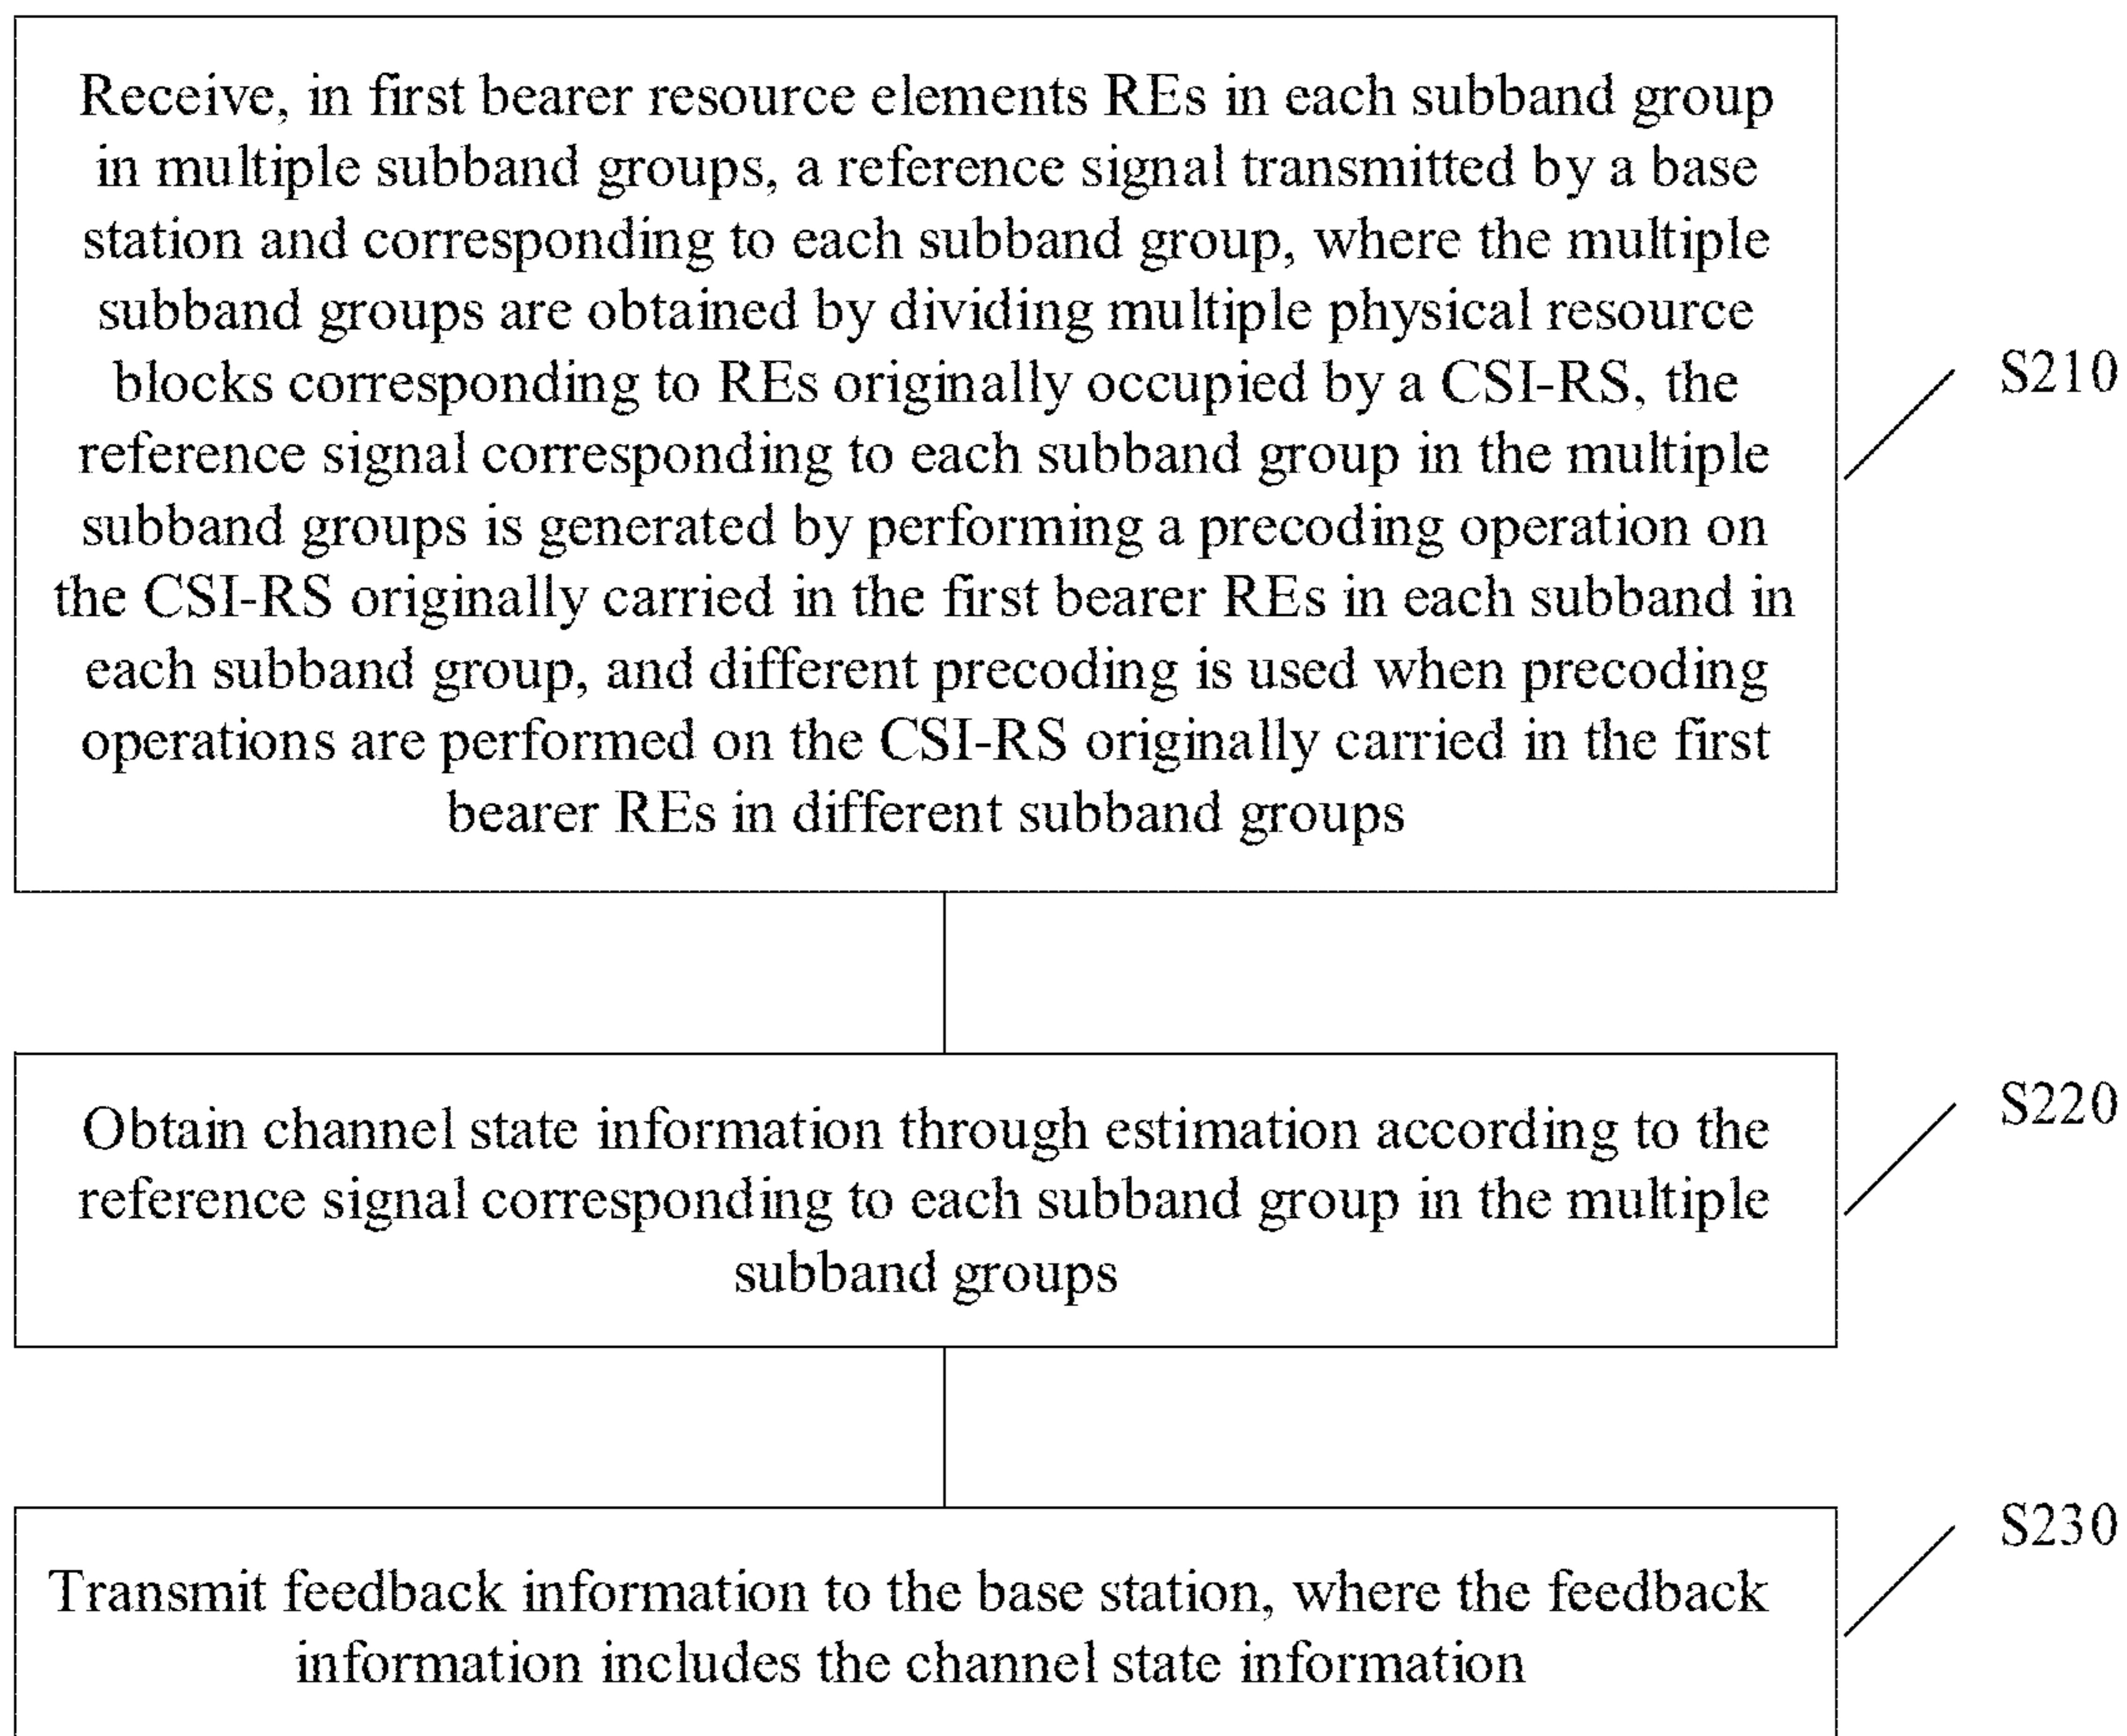 Receive, in first bearer resource elements REs in each subband group
in multiple subband groups, a reference signal transmitted by a base
station and corresponding to each subband group, where the multiple
subband groups are obtained by dividing multiple physical resource
blocks corresponding to REs originally occupied by a CSI-RS, the
reference signal corresponding to each subband group in the multiple
subband groups is generated by performing a precoding operation on
the CSI-RS originally carried in the first bearer REs in each subband in
each subband group, and different precoding is used when precoding
operations are performed on the CSI-RS originally carried in the first
bearer REs in different subband groups
S210
Obtain channel state information through estimation according to the
reference signal corresponding to each subband group in the multiple
subband groups
S220
Transmit feedback information to the base station, where the feedback
information includes the channel state information
S230